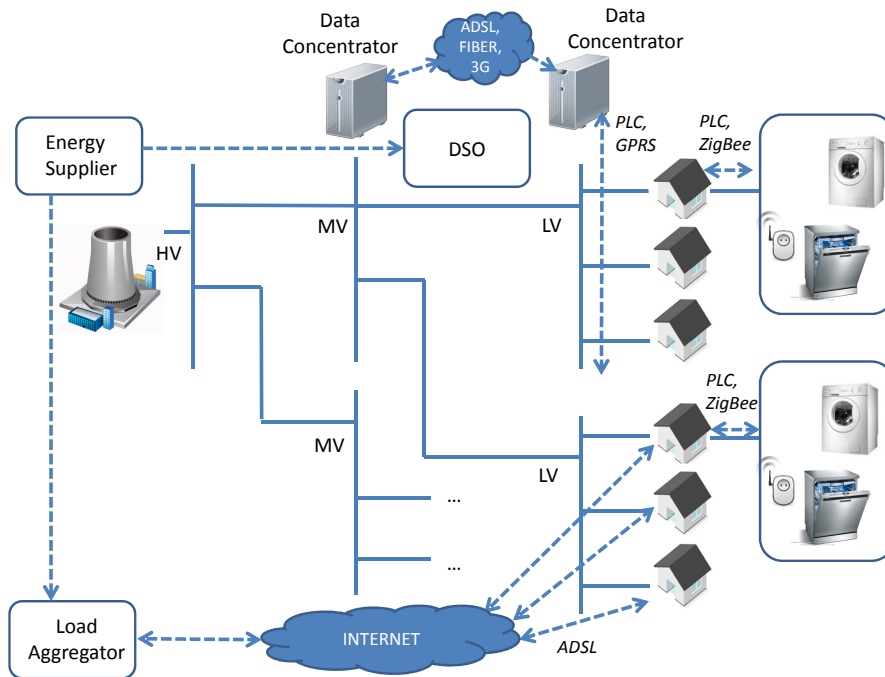 Data
Concentrator
ADSL,
FIBER,
3G
Data
Concentrator
Energy
Supplier
DSO
PLC,
GPRS
PLC,
ZigBee
HV
MV
LV
PLC,
ZigBee
MV
LV
...
...
Load
Aggregator
INTERNET
ADSL